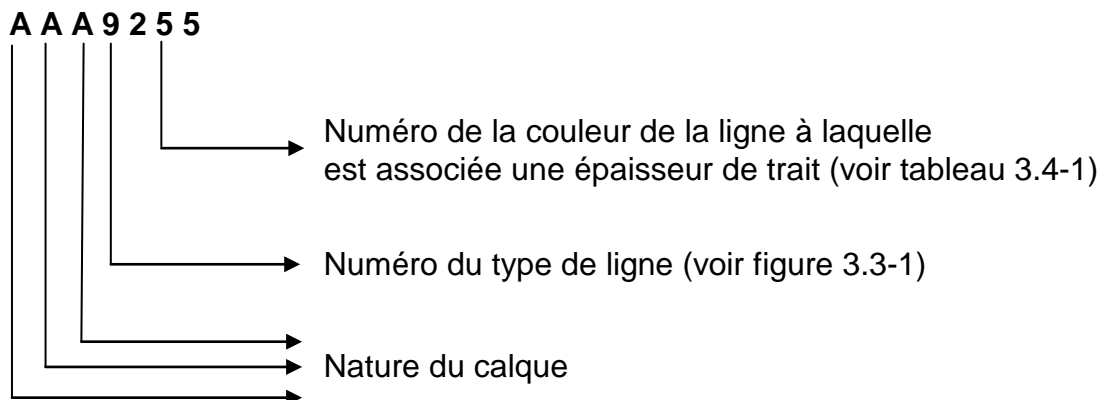 A A A 9 2 5 5
Numéro de la couleur de la ligne à laquelle
est associée une épaisseur de trait (voir tableau 3.4-1)
Numéro du type de ligne (voir figure 3.3-1)
Nature du calque